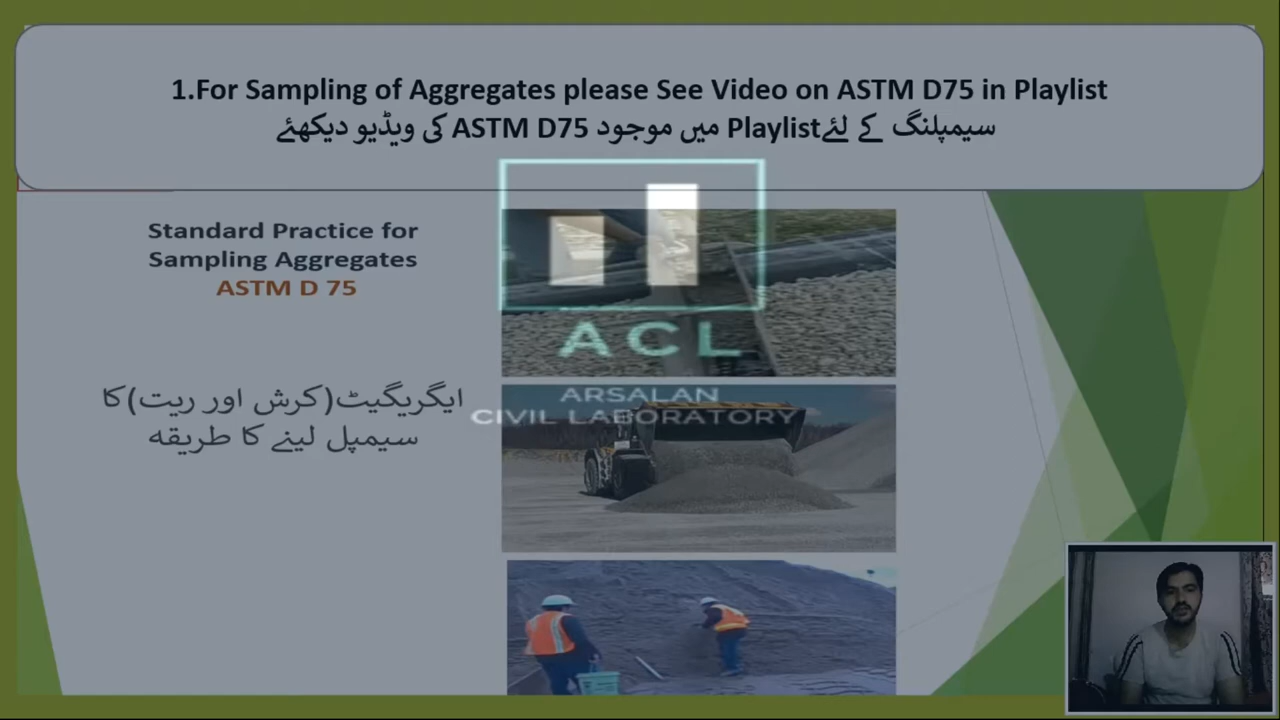 1.For Sampling of Aggregates please See Video on ASTM D75 in Playlist
سیمپلنگ کے لئےPlaylist میں موجود ASTM D75 کی ویڈیو دیکھئے
Standard Practice for
Sampling Aggregates
ASTM D 75
ایگریگیٹ(کرش اور ریت)کا
سیمپل لینے کا طریقہ
ACL
ARSALAN
CIVIL LABORATORY